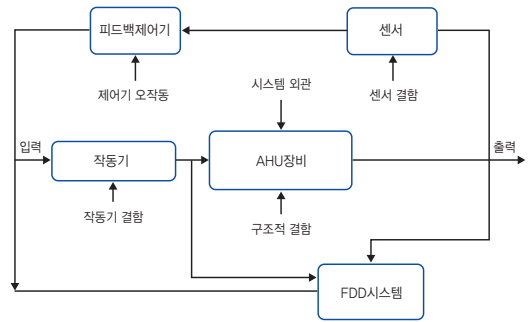 피드백제어기
센서
제어기 오작동
시스템 외관
센서 결함
입력
작동기
AHU장비
출력
작동기 결함
구조적 결함
FDD시스템